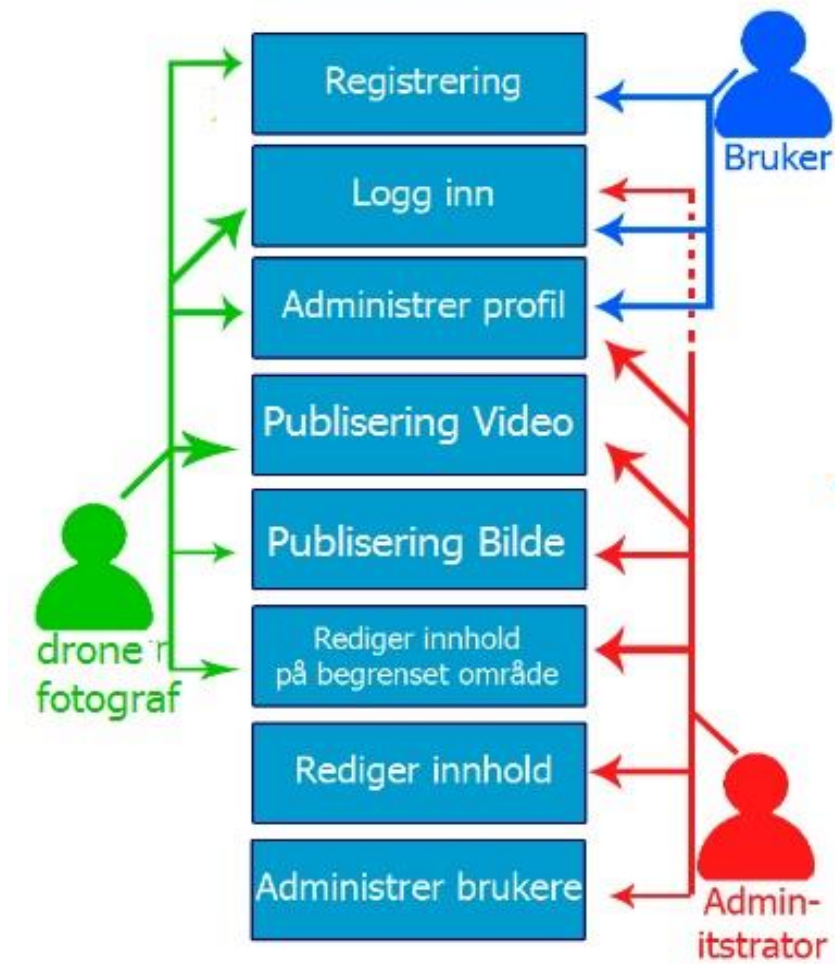 Registrering
Bruker
Logg inn
Administrer profil
Publisering Video
Publisering Bilde
drone r
fotograf
Rediger innhold
på begrenset område
Rediger innhold
Administrer brukere
Admin-
itstrator